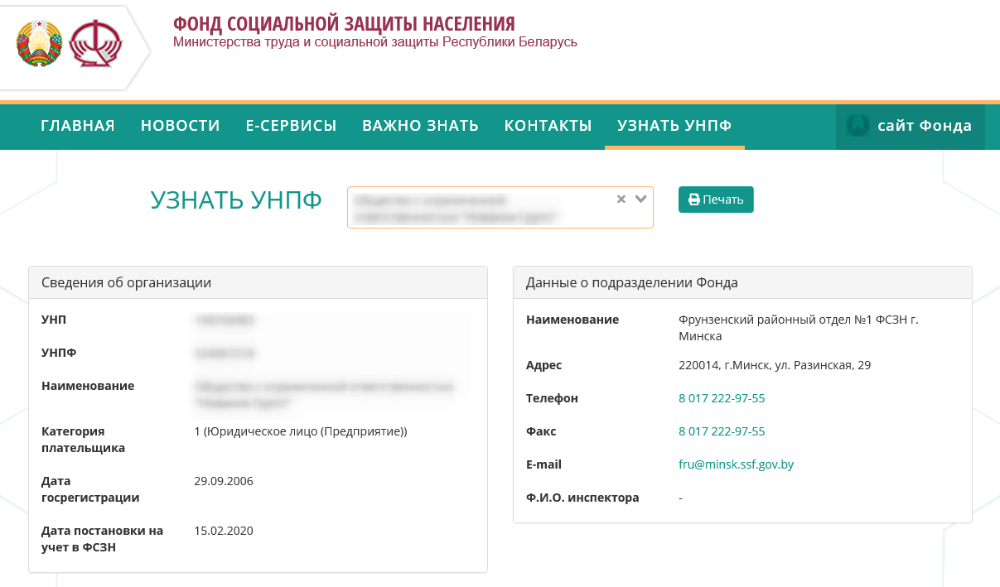 ФОНД СОЦИАЛЬНОЙ ЗАЩИТЫ НАСЕЛЕНИЯ
Министерства труда и социальной защиты Республики Беларусь
ГЛАВНАЯ НОВОСТИ Е-СЕРВИСЫ ВАЖНО ЗНАТЬ КОНТАКТЫ УЗНАТЬ УНПФ сайт Фонда
УЗНАТЬ УНПФ
Печать
Сведения об организации
УНП
УНПФ
Наименование
Категория
плательщика
1 (Юридическое лицо (Предприятие))
Дата
госрегистрации
29.09.2006
Дата постановки на
учет в ФСЗН
15.02.2020
Данные о подразделении Фонда
Наименование
Фрунзенский районный отдел №1 ФСЗН г.
Минска
Адрес
220014, г.Минск, ул. Разинская, 29
Телефон
8 017 222-97-55
Факс
8 017 222-97-55
E-mail
fru@minsk.ssf.gov.by
Ф.И.О. инспектора
-